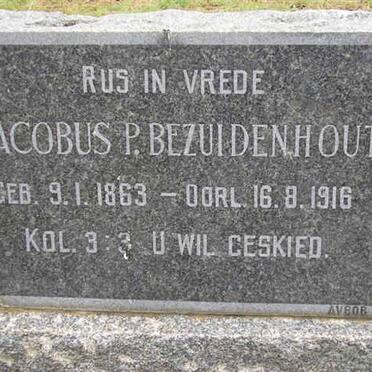 RUS IN VREDE
ACOBUS P. BEZUIDENHOUT
GEB. 9.1.1863 – OORL. 16.8.1916
KOL. 3:3 U WIL GESKIED.
AVBOB